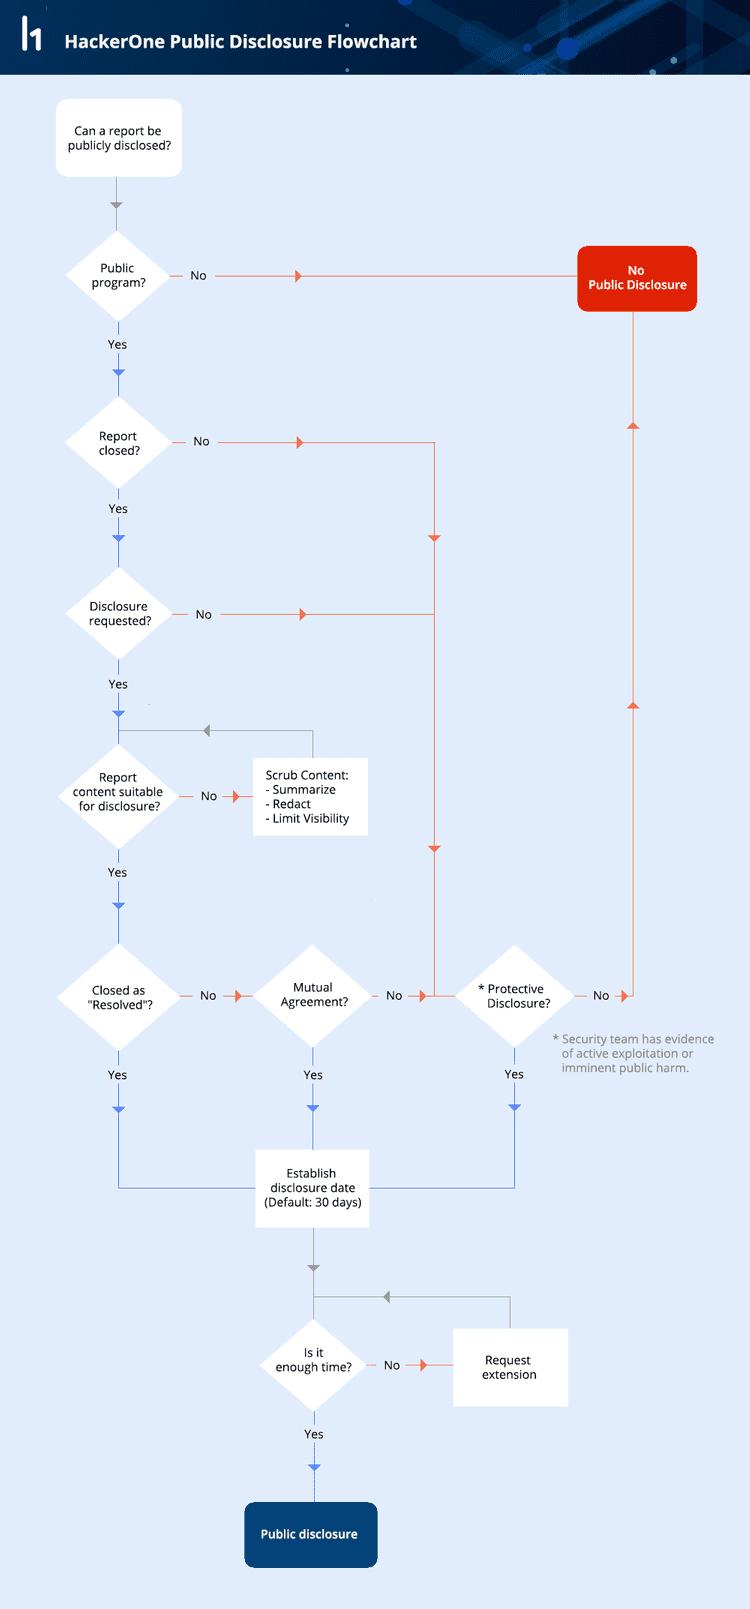 h1
HackerOne Public Disclosure Flowchart
Can a report be
publicly disclosed?
Public
program?
No
No
Public Disclosure
Yes
Report
closed?
No
Yes
Disclosure
requested?
No
Yes
Report
content suitable
for disclosure?
No
Scrub Content:
- Summarize
- Redact
- Limit Visibility
Yes
Closed as
"Resolved"?
No
Mutual
Agreement?
No
* Protective
Disclosure?
No
* Security team has evidence
of active exploitation or
imminent public harm.
Yes
Yes
Yes
Establish
disclosure date
(Default: 30 days)
Is it
enough time?
No
Request
extension
Yes
Public disclosure